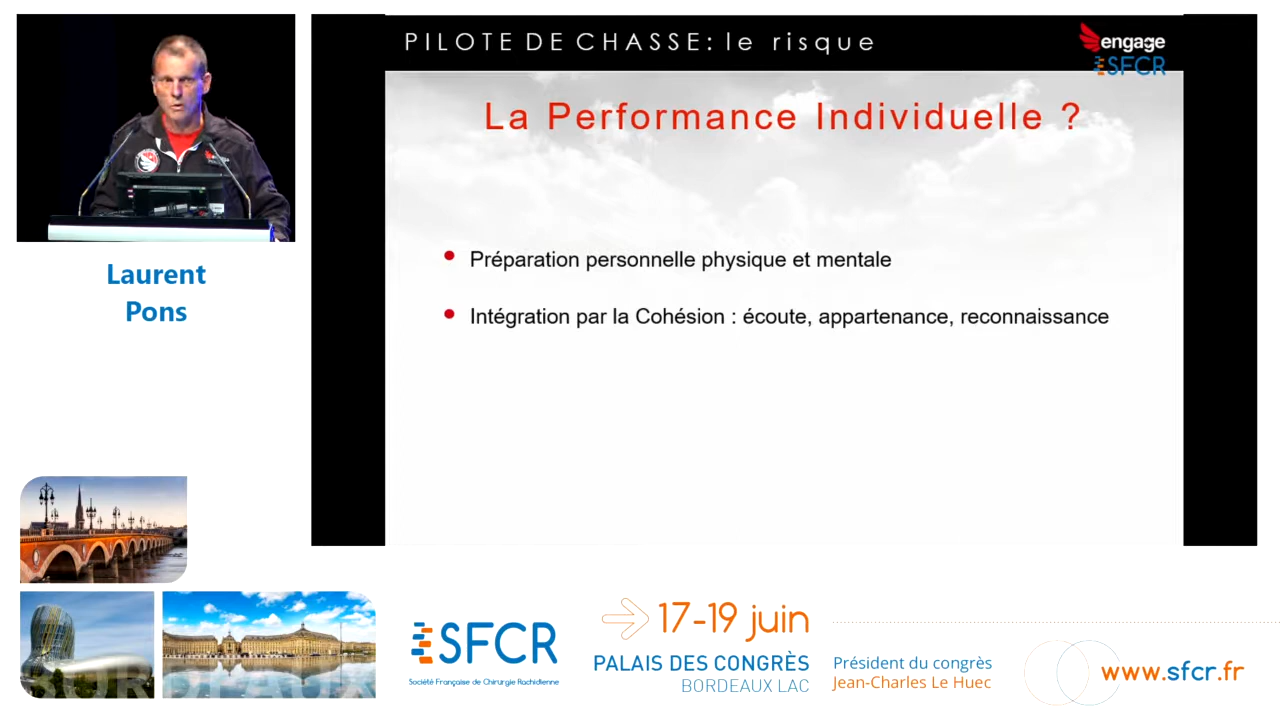 PILOTE DE CHASSE: le risque
engage
SFCR
La Performance Individuelle ?
Laurent
Pons
• Préparation personnelle physique et mentale
• Intégration par la Cohésion : écoute, appartenance, reconnaissance
BORDEAUX
SFCR
Société Française de Chirurgie Rachidienne
17-19 juin
PALAIS DES CONGRÈS
BORDEAUX LAC
Président du congrès
Jean-Charles Le Huec
www.sfcr.fr